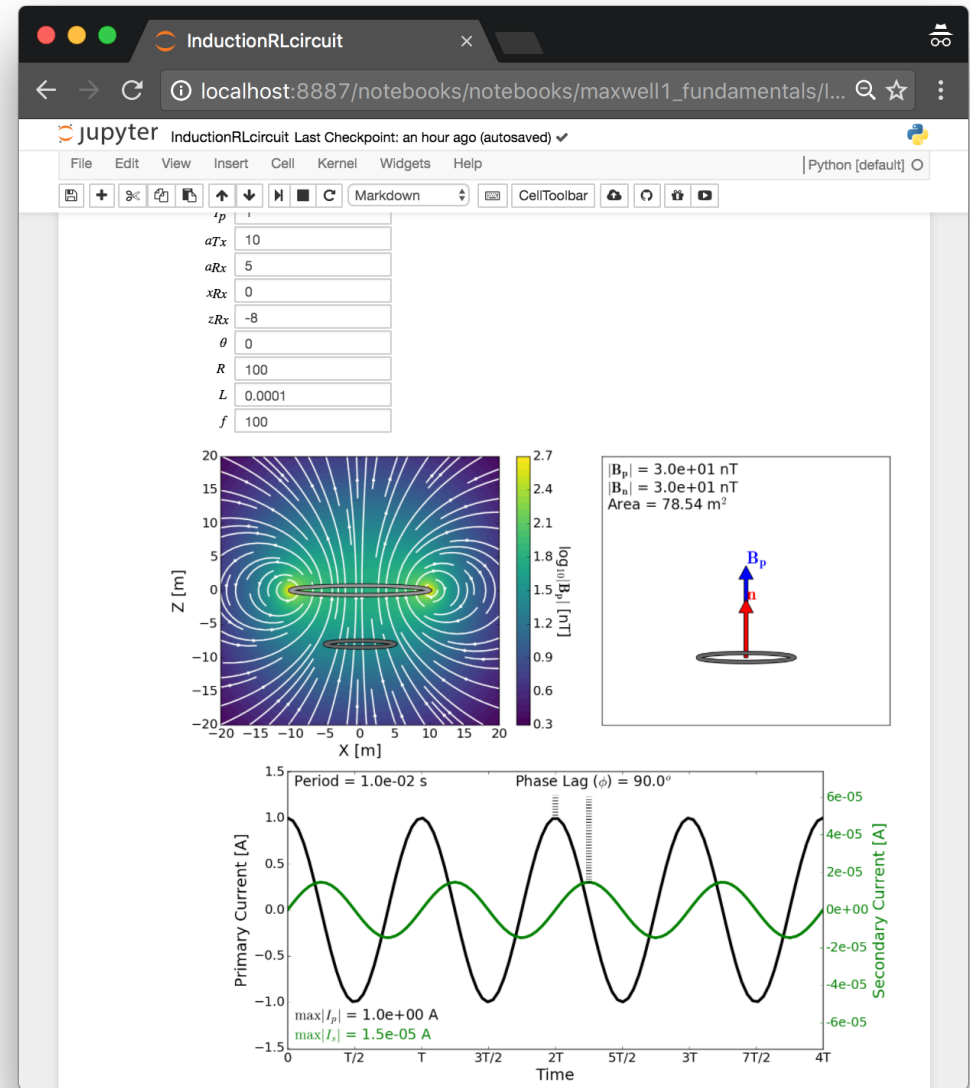 InductionRLcircuit ×
localhost:8887/notebooks/notebooks/maxwell1_fundamentals/I...
jupyter InductionRLcircuit Last Checkpoint: an hour ago (autosaved)
File Edit View Insert Cell Kernel Widgets Help Python [default]
Markdown CellToolbar
Ip 1
aTx 10
aRx 5
xRx 0
zRx -8
θ 0
R 100
L 0.0001
f 100
20
15
10
5
0
−5
−10
−15
−20
Z [m]
−20 −15 −10 −5 0 5 10 15 20
X [m]
2.7
2.4
2.1
1.8
1.5
1.2
0.9
0.6
0.3
log10|Bp| [nT]
|Bp| = 3.0e+01 nT
|Bn| = 3.0e+01 nT
Area = 78.54 m²
Bp
n
Period = 1.0e-02 s Phase Lag (ϕ) = 90.0°
1.5
1.0
0.5
0.0
−0.5
−1.0
−1.5
Primary Current [A]
6e-05
4e-05
2e-05
0e+00
-2e-05
-4e-05
-6e-05
Secondary Current [A]
max|Ip| = 1.0e+00 A
max|Is| = 1.5e-05 A
0 T/2 T 3T/2 2T 5T/2 3T 7T/2 4T
Time